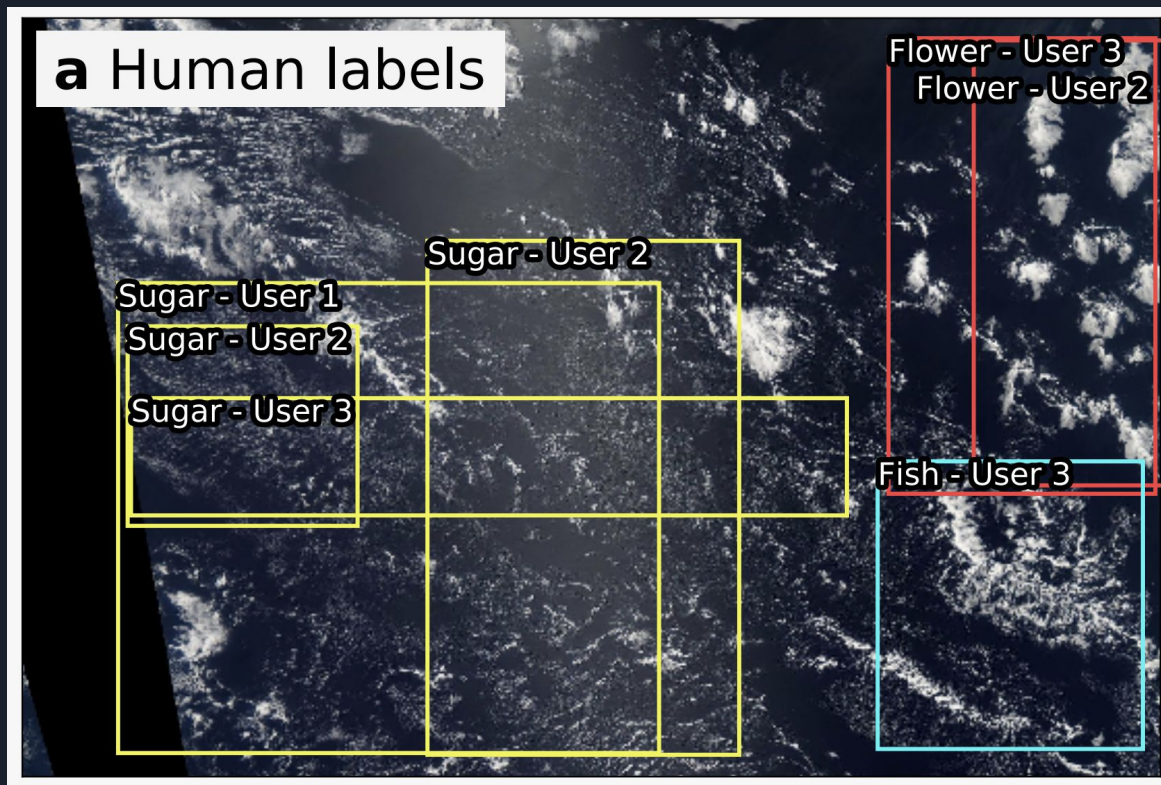 a Human labels
Flower - User 3
Flower - User 2
Sugar - User 2
Sugar - User 1
Sugar - User 2
Sugar - User 3
Fish - User 3